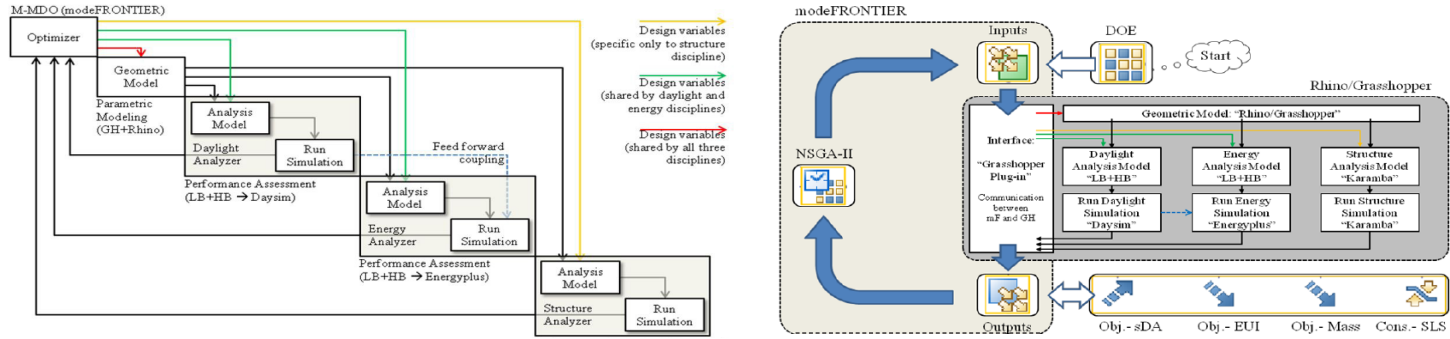 M-MDO (modeFRONTIER)
Optimizer
Geometric
Model
Parametric
Modeling
(GH+Rhino)
Analysis
Model
Daylight
Analyzer
Run
Simulation
Performance Assessment
(LB+HB → Daysim)
Feed forward
coupling
Analysis
Model
Energy
Analyzer
Run
Simulation
Performance Assessment
(LB+HB → Energyplus)
Analysis
Model
Structure
Analyzer
Run
Simulation
Design variables
(specific only to structure
discipline)
Design variables
(shared by daylight and
energy disciplines)
Design variables
(shared by all three
disciplines)
modeFRONTIER
Inputs
DOE
Start
Rhino/Grasshopper
Geometric Model: “Rhino/Grasshopper”
Interface:
“Grasshopper
Plug-in”
Communication
between
mF and GH
Daylight
Analysis Model
“LB+HB”
Energy
Analysis Model
“LB+HB”
Structure
Analysis Model
“Karamba”
Run Daylight
Simulation
“Daysim”
Run Energy
Simulation
“Energyplus”
Run Structure
Simulation
“Karamba”
NSGA-II
Outputs
Obj.- sDA
Obj.- EUI
Obj.- Mass
Cons.- SLS